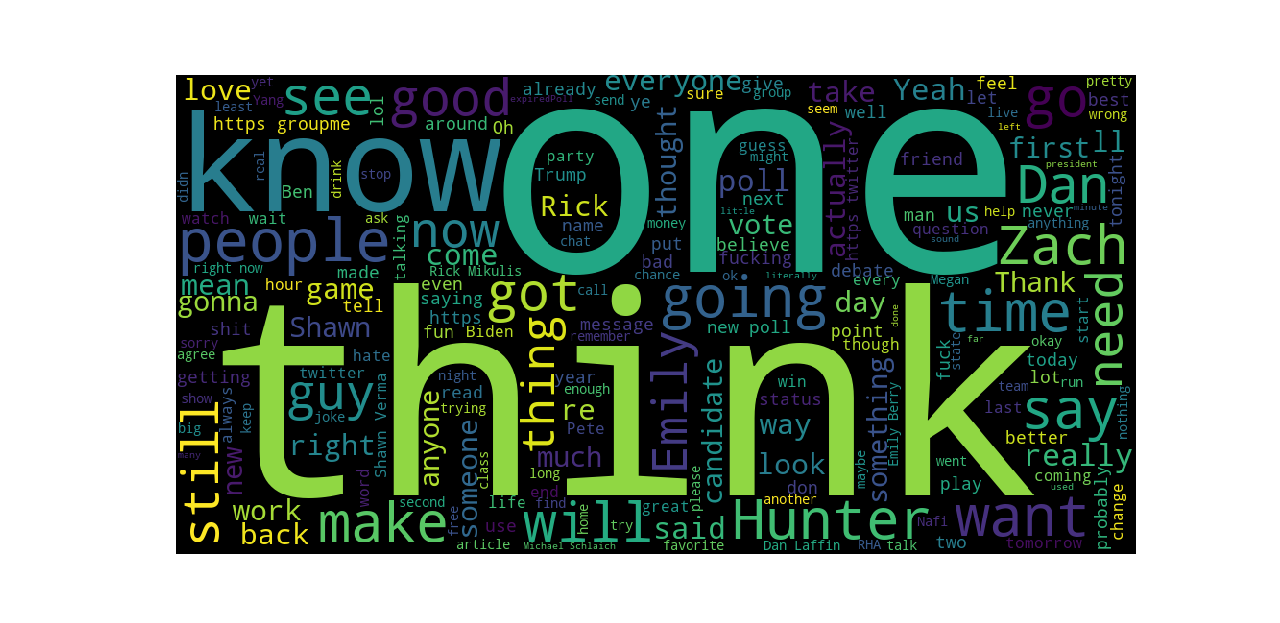 love yet see lol good already everyone give feel pretty
least Yang expiredPoll send ye sure group take Yeah let go best
https groupme around Oh seem well live left wrong
know one
didn real Ben drink stop party Trump thought guess might friend first ll
Rick poll next president Dan tonight
watch wait ask name money little vote actually https twitter man us help never minute
people now chat put believe question anything Zach
right now made talking come Rick Mikulis bad fucking sound
mean hour game even chance ok literally debate every Megan Thank
gonna tell saying got call going day time need
shit Shawn https message new poll point done start
sorry fun Biden remember though far okay
agree hate thing Emily fuck state today
think
getting twitter night year enough win team lot run
show guy read trying re candidate status something last say nothing
always joke Shawn Verma anyone Pete way Emily Berry
big keep right much look maybe better
many still new class long don went really
word someone end please another play used coming
work second life use find home great probably change
back make free will try said Hunter Nafi want
article Michael Schlaich favorite Dan Laffin RHA talk two tomorrow